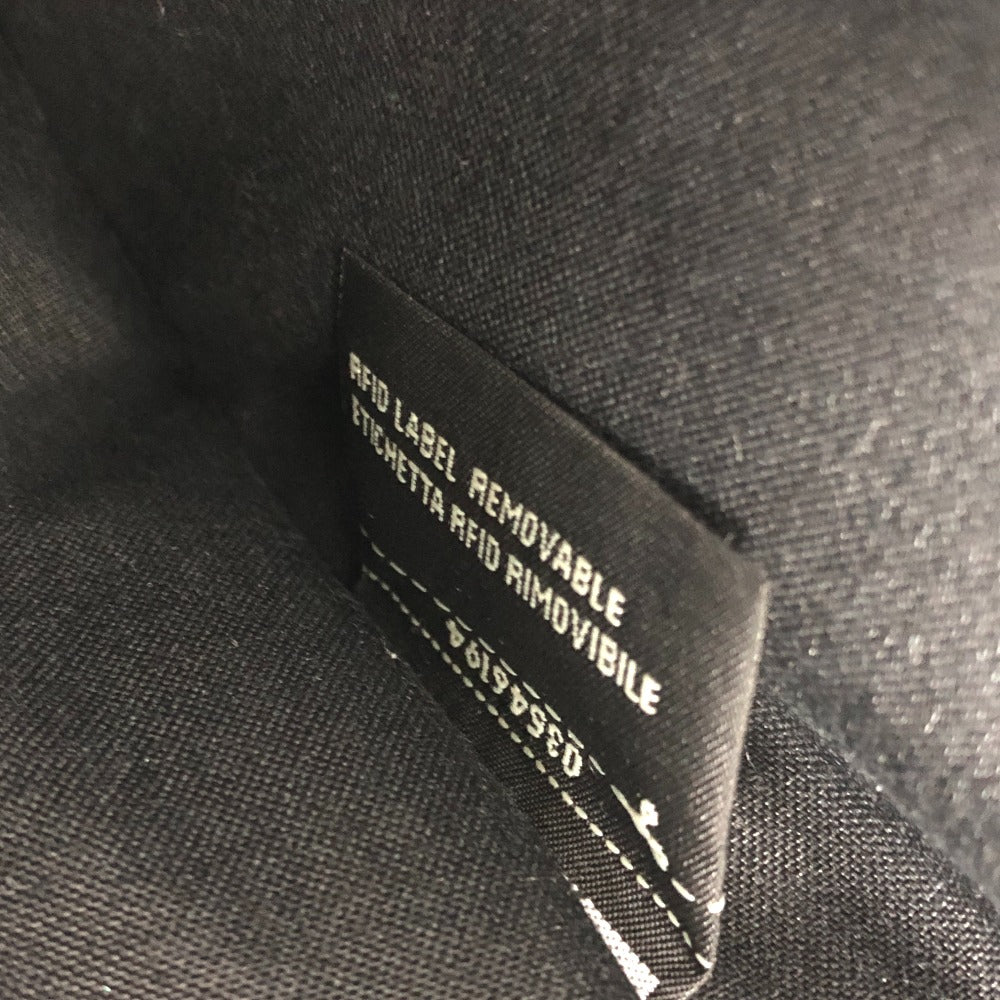 RFID LABEL REMOVABLE
ETICHETTA RFID RIMOVIBILE
03546194